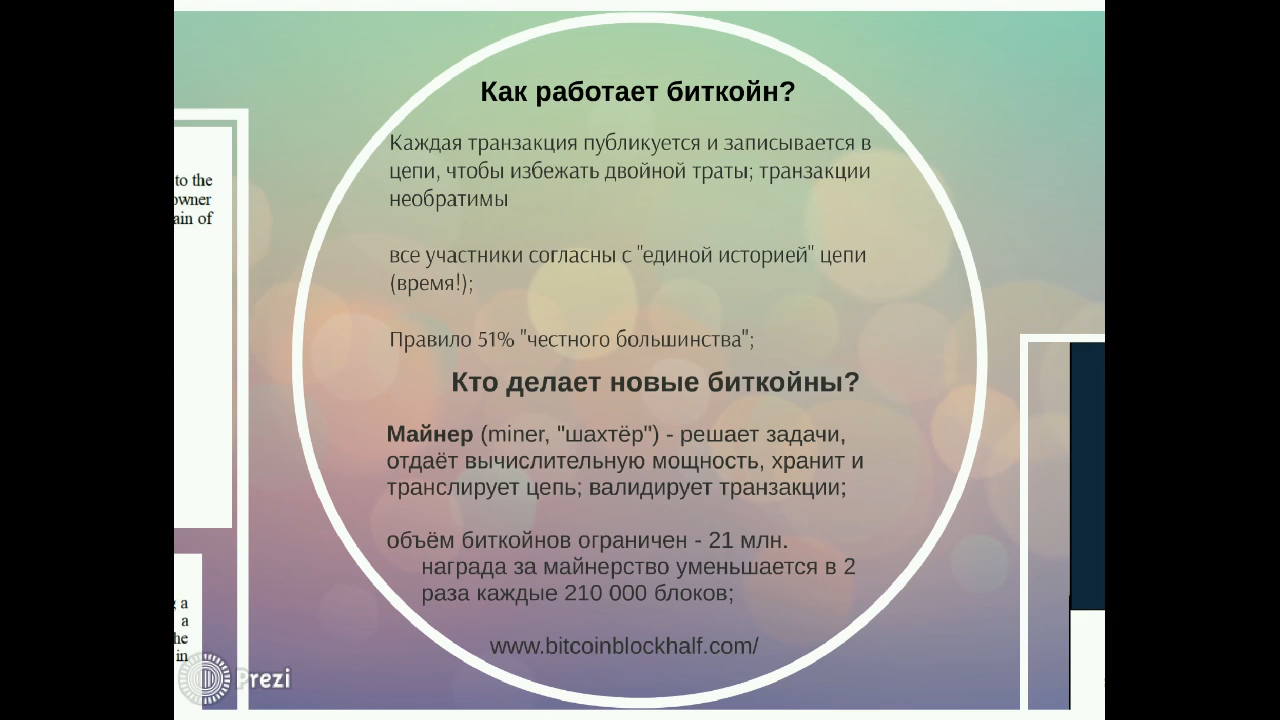 Как работает биткойн?
Каждая транзакция публикуется и записывается в
цепи, чтобы избежать двойной траты; транзакции
необратимы
все участники согласны с "единой историей" цепи
(время!);
Правило 51% "честного большинства";
Кто делает новые биткойны?
Майнер (miner, "шахтёр") - решает задачи,
отдаёт вычислительную мощность, хранит и
транслирует цепь; валидирует транзакции;
объём биткойнов ограничен - 21 млн.
награда за майнерство уменьшается в 2
раза каждые 210 000 блоков;
www.bitcoinblockhalf.com/
to the
owner
ain of
a
a
he
in
Prezi